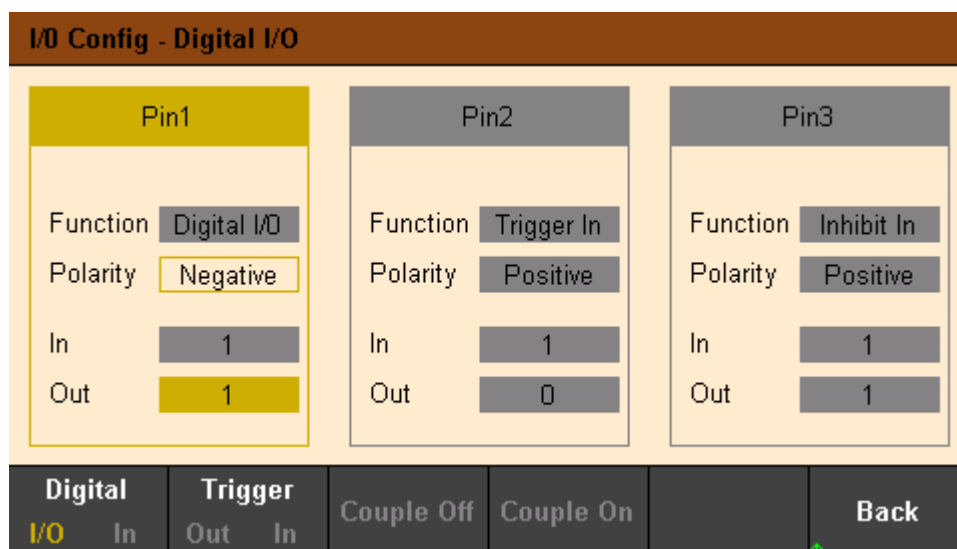 I/O Config - Digital I/O
Pin1
Function Digital I/O
Polarity Negative
In 1
Out 1
Pin2
Function Trigger In
Polarity Positive
In 1
Out 0
Pin3
Function Inhibit In
Polarity Positive
In 1
Out 1
Digital
I/O In
Trigger
Out In
Couple Off
Couple On
Back